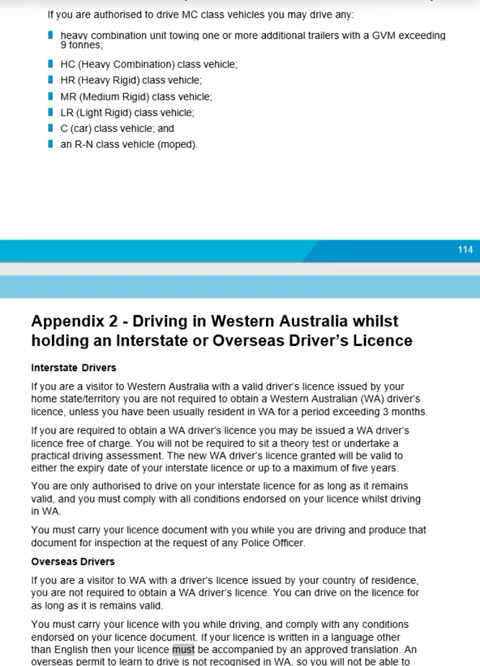 If you are authorised to drive MC class vehicles you may drive any:
heavy combination unit towing one or more additional trailers with a GVM exceeding
9 tonnes;
HC (Heavy Combination) class vehicle;
HR (Heavy Rigid) class vehicle;
MR (Medium Rigid) class vehicle;
LR (Light Rigid) class vehicle;
C (car) class vehicle; and
an R-N class vehicle (moped).
114
Appendix 2 - Driving in Western Australia whilst
holding an Interstate or Overseas Driver's Licence
Interstate Drivers
If you are a visitor to Western Australia with a valid driver's licence issued by your
home state/territory you are not required to obtain a Western Australian (WA) driver's
licence, unless you have been usually resident in WA for a period exceeding 3 months.
If you are required to obtain a WA driver's licence you may be issued a WA driver's
licence free of charge. You will not be required to sit a theory test or undertake a
practical driving assessment. The new WA driver's licence granted will be valid to
either the expiry date of your interstate licence or up to a maximum of five years.
You are only authorised to drive on your interstate licence for as long as it remains
valid, and you must comply with all conditions endorsed on your licence whilst driving
in WA.
You must carry your licence document with you while you are driving and produce that
document for inspection at the request of any Police Officer.
Overseas Drivers
If you are a visitor to WA with a driver's licence issued by your country of residence,
you are not required to obtain a WA driver's licence. You can drive on the licence for
as long as it is remains valid.
You must carry your licence with you while driving, and comply with any conditions
endorsed on your licence document. If your licence is written in a language other
than English then your licence must be accompanied by an approved translation. An
overseas permit to learn to drive is not recognised in WA, so you will not be able to